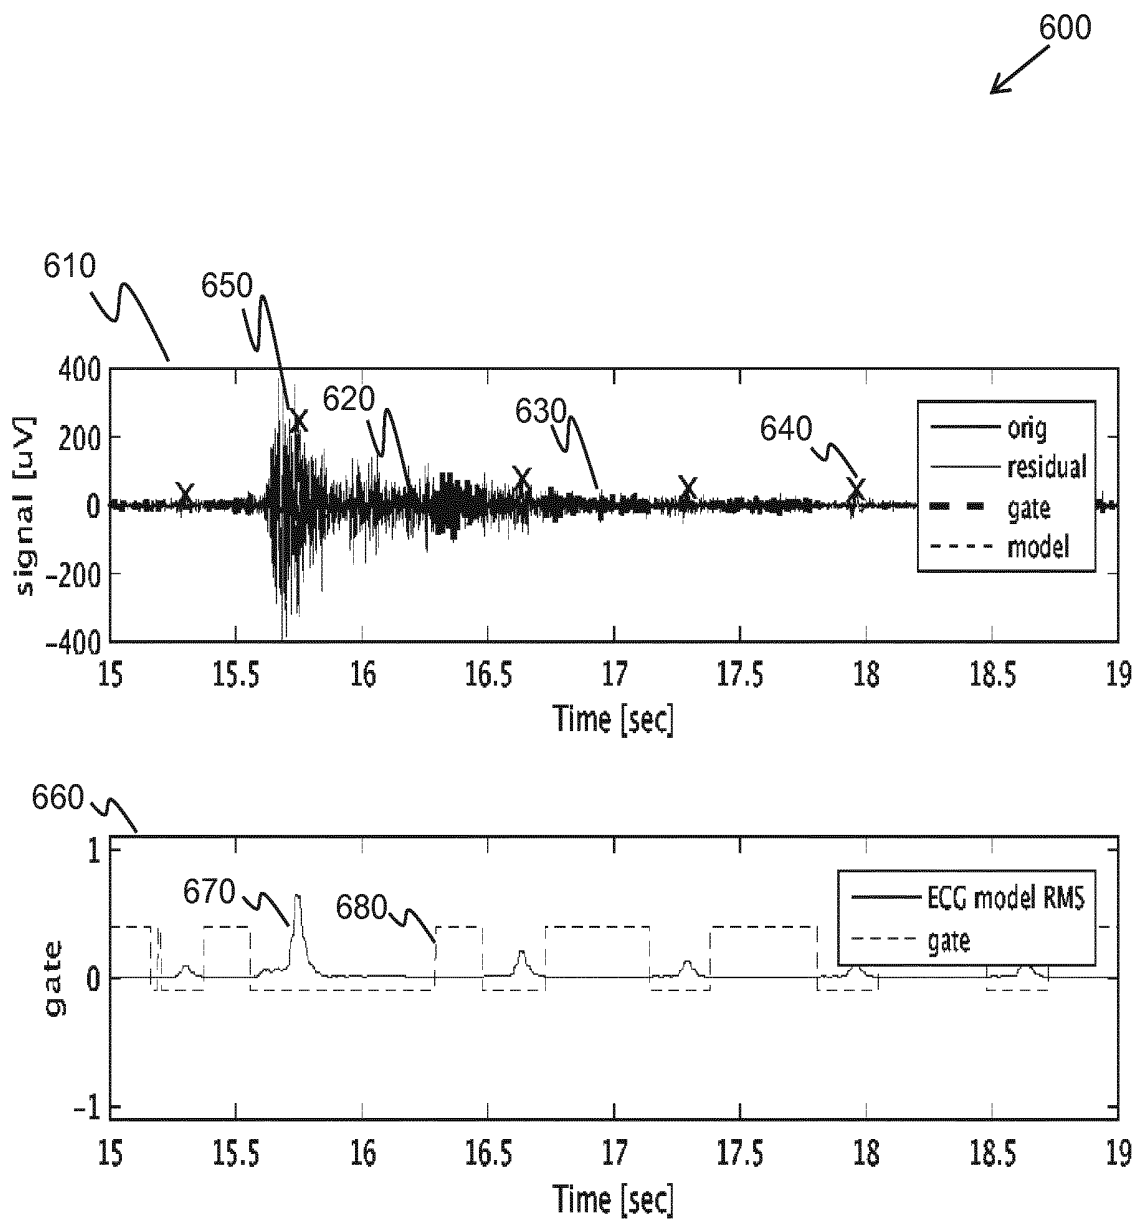 600
610
650
620
630
640
400
200
0
−200
−400
signal [uV]
orig
residual
gate
model
15 15.5 16 16.5 17 17.5 18 18.5 19
Time [sec]
660
670
680
1
0
−1
gate
ECG model RMS
gate
15 15.5 16 16.5 17 17.5 18 18.5 19
Time [sec]